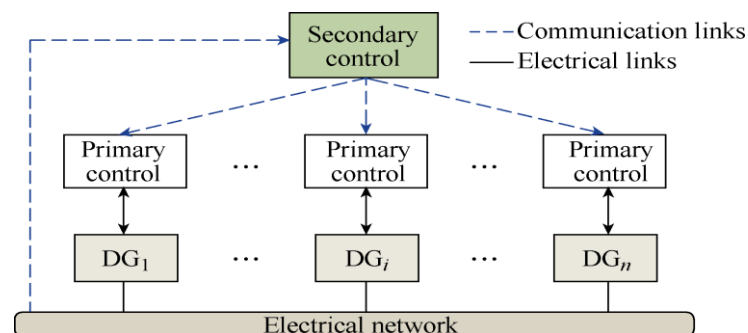 Secondary
control
Communication links
Electrical links
Primary
control
...
Primary
control
...
Primary
control
DG₁
...
DGᵢ
...
DGₙ
Electrical network